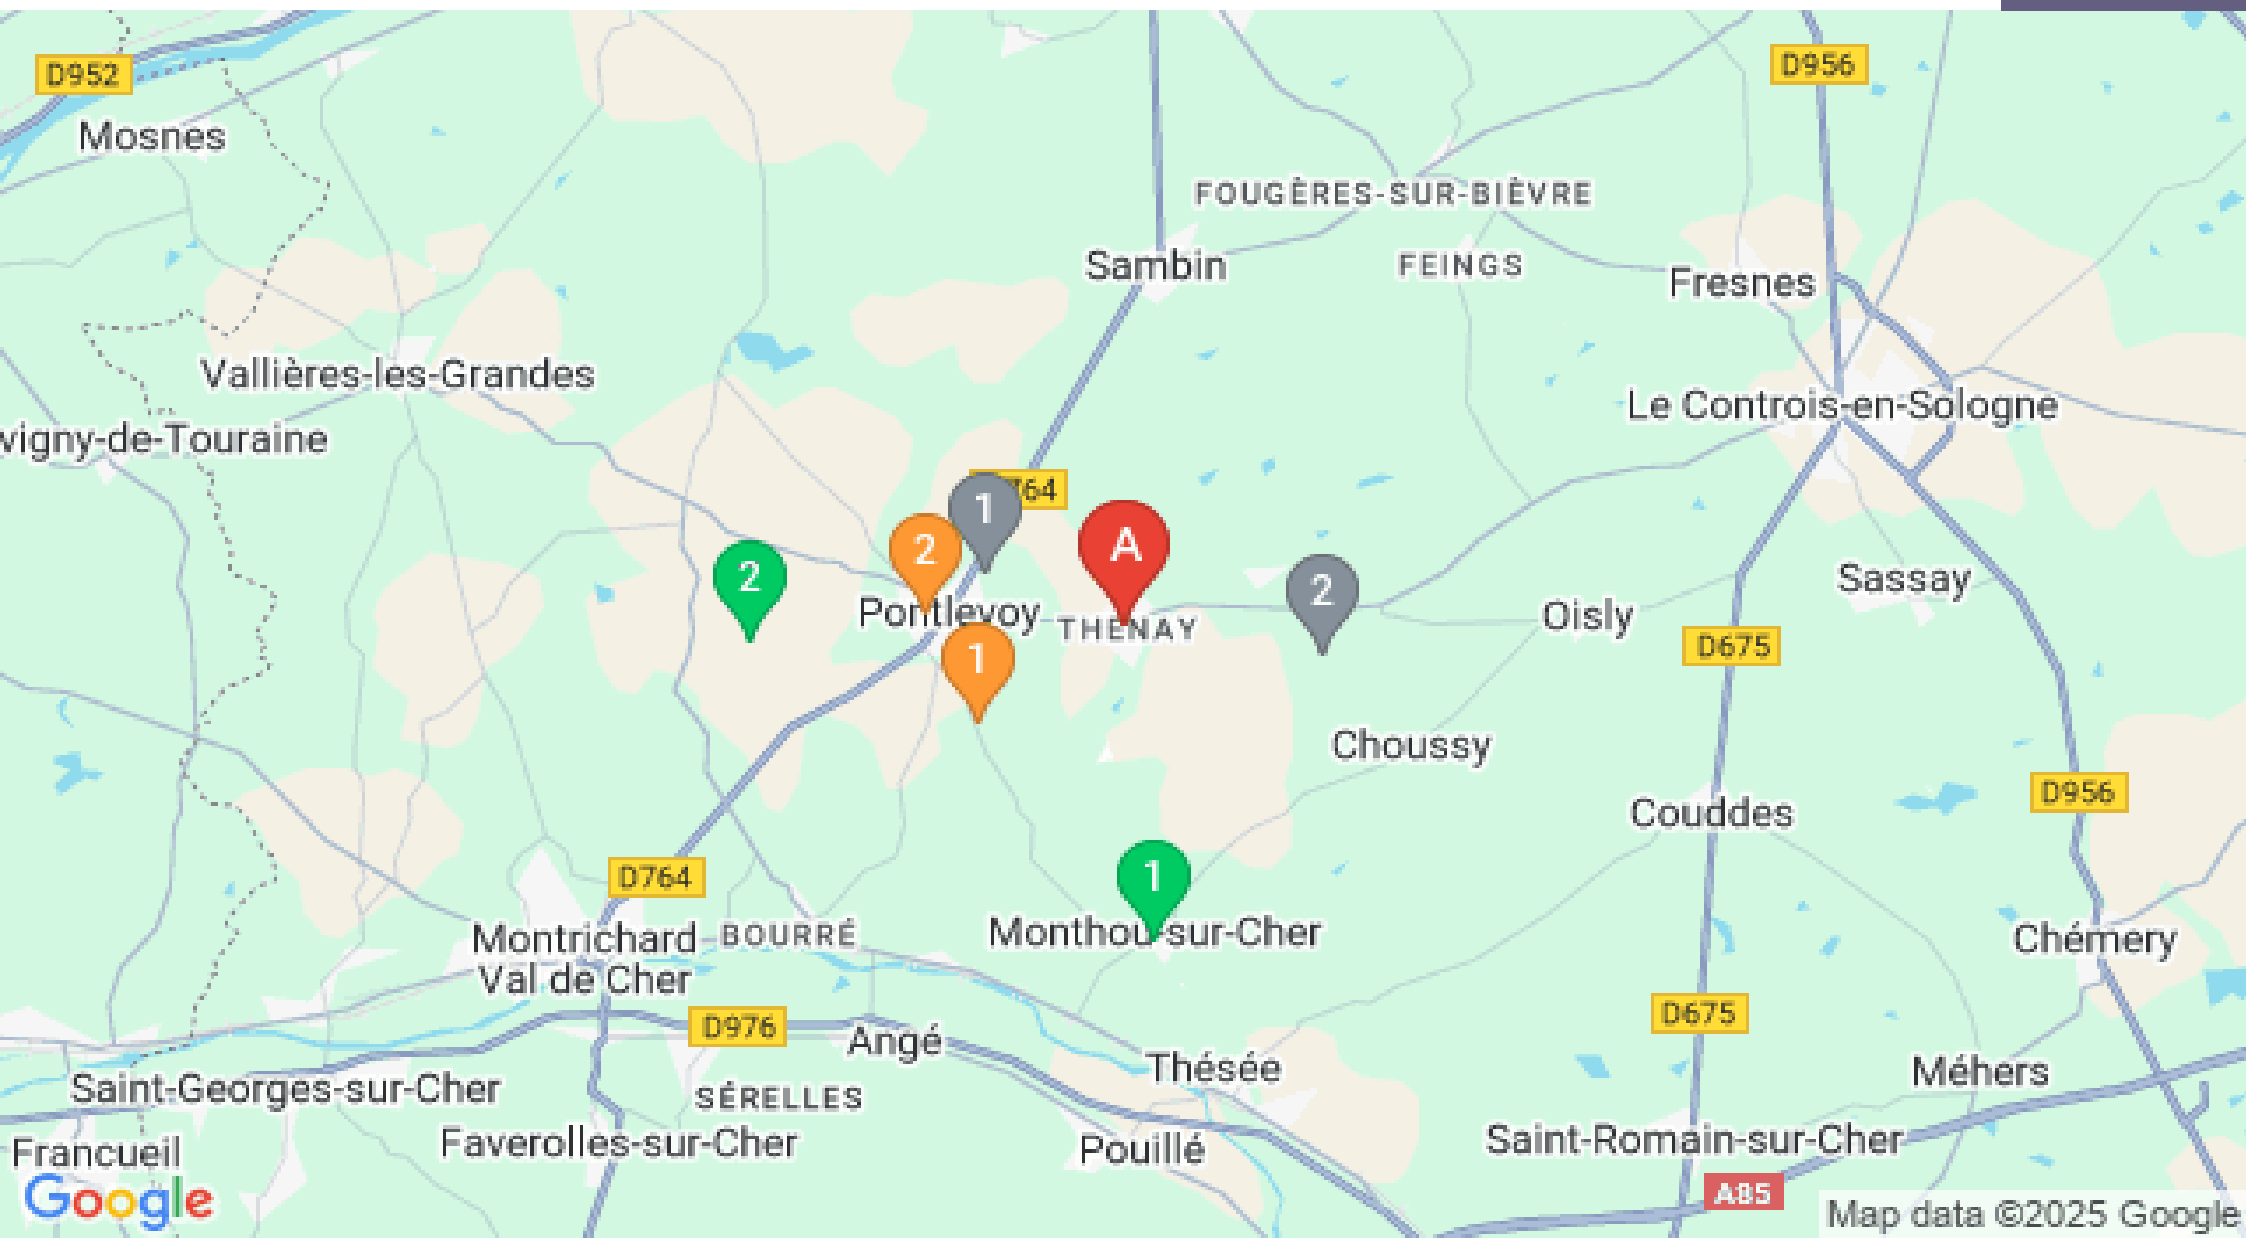 D952
D956
Mosnes
FOUGÈRES-SUR-BIÈVRE
Sambin
FEINGS
Fresnes
Vallières-les-Grandes
Le Controis-en-Sologne
vigny-de-Touraine
764
1
2
A
2
2
Sassay
Pontlevoy
THENAY
Oisly
D675
1
Choussy
D956
Couddes
D764
1
Montrichard
Val de Cher
BOURRÉ
Monthou-sur-Cher
Chémery
D675
D976
Angé
Thésée
Méhers
Saint-Georges-sur-Cher
SÉRELLES
Faverolles-sur-Cher
Pouillé
Saint-Romain-sur-Cher
Francueil
A85
Google
Map data ©2025 Google